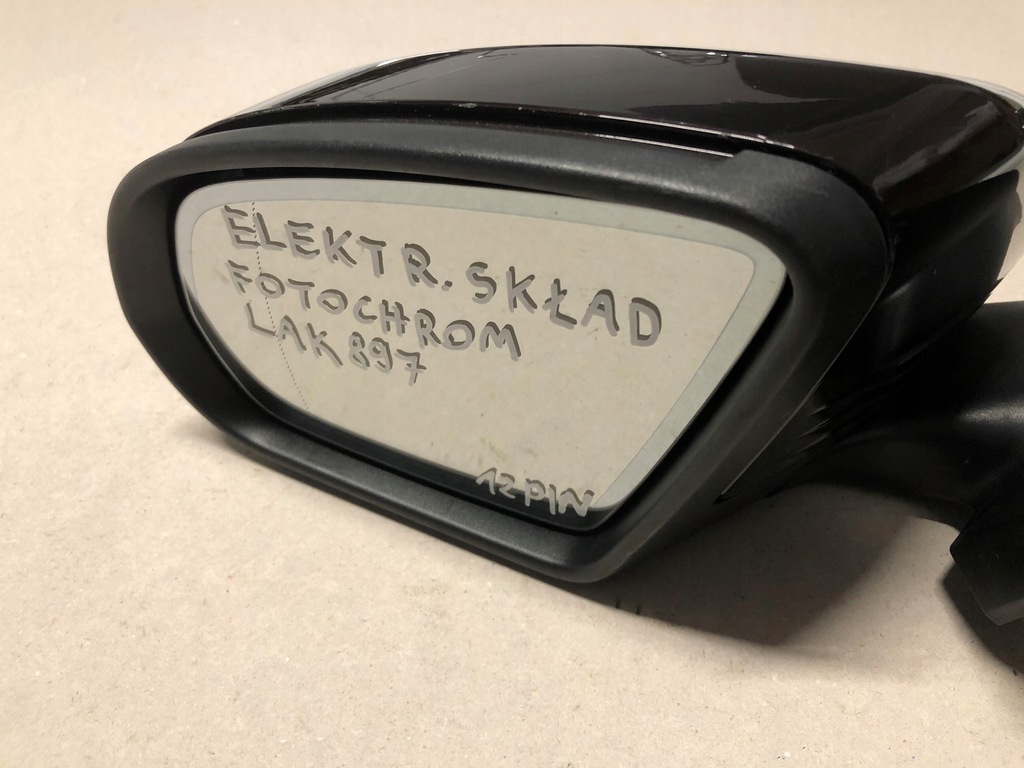 ELEKTR. SKŁAD
FOTOCHROM
LAK 897
12 PIN